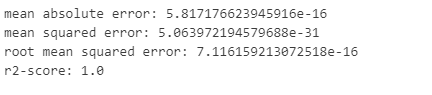 mean absolute error: 5.817176623945916e-16
mean squared error: 5.063972194579688e-31
root mean squared error: 7.116159213072518e-16
r2-score: 1.0